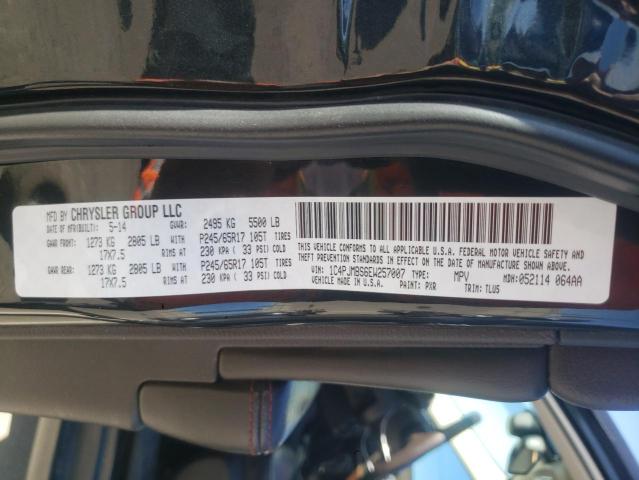 MFD BY CHRYSLER GROUP LLC
DATE OF MFR(BUILT): 5-14 GVWR: 2495 KG 5500 LB
GAWR FRONT: 1273 KG 2805 LB WITH P245/65R17 105T TIRES
17X7.5 RIMS AT 230 KPA ( 33 PSI) COLD
GAWR REAR: 1273 KG 2805 LB WITH P245/65R17 105T TIRES
17X7.5 RIMS AT 230 KPA ( 33 PSI) COLD
THIS VEHICLE CONFORMS TO ALL APPLICABLE U.S.A. FEDERAL MOTOR VEHICLE SAFETY AND
THEFT PREVENTION STANDARDS IN EFFECT ON THE DATE OF MANUFACTURE SHOWN ABOVE.
VIN: 1C4PJMBS6EW257007 TYPE: MPV MDH: 052114 064AA
VEHICLE MADE IN U.S.A. PAINT: PXR TRIM: TLU5